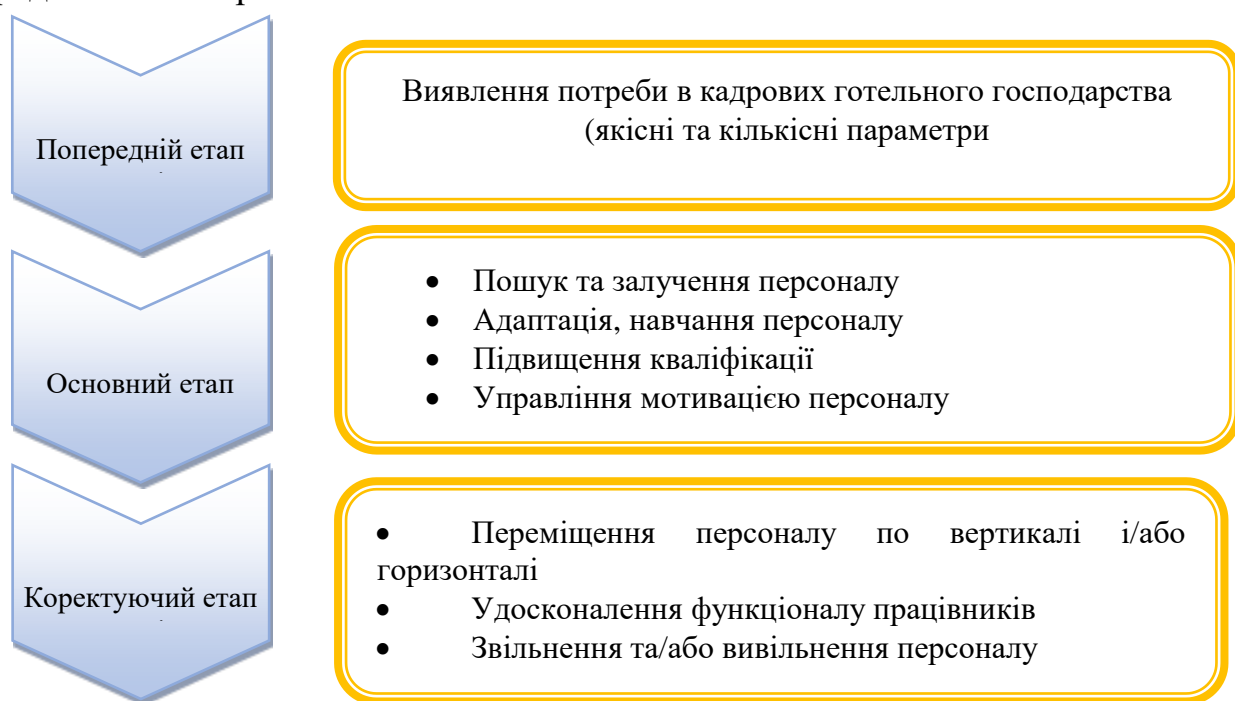 Попередній етап
Виявлення потреби в кадрових готельного господарства
(якісні та кількісні параметри
Основний етап
• Пошук та залучення персоналу
• Адаптація, навчання персоналу
• Підвищення кваліфікації
• Управління мотивацією персоналу
Коректуючий етап
• Переміщення персоналу по вертикалі і/або
горизонталі
• Удосконалення функціоналу працівників
• Звільнення та/або вивільнення персоналу